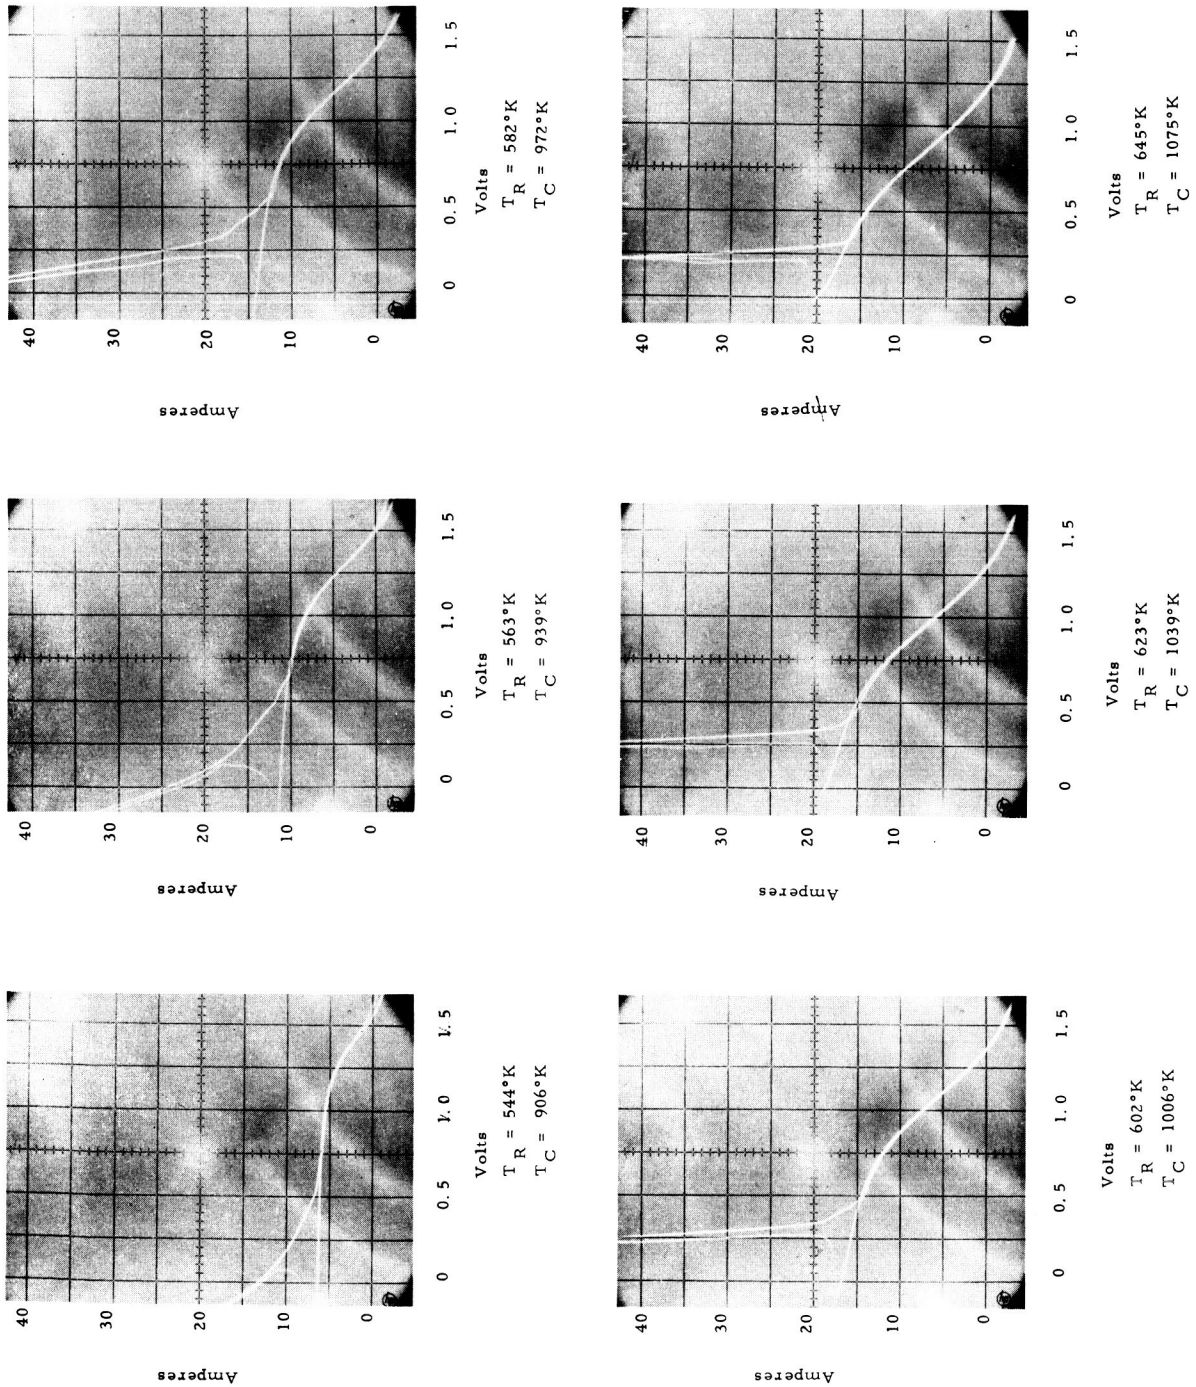 Amperes
40
30
20
10
0
0
0.5
1.0
1.5
Volts
T_R = 544°K
T_C = 906°K
Amperes
40
30
20
10
0
0
0.5
1.0
1.5
Volts
T_R = 563°K
T_C = 939°K
Amperes
40
30
20
10
0
0
0.5
1.0
1.5
Volts
T_R = 582°K
T_C = 972°K
Amperes
40
30
20
10
0
0
0.5
1.0
1.5
Volts
T_R = 602°K
T_C = 1006°K
Amperes
40
30
20
10
0
0
0.5
1.0
1.5
Volts
T_R = 623°K
T_C = 1039°K
Amperes
40
30
20
10
0
0
0.5
1.0
1.5
Volts
T_R = 645°K
T_C = 1075°K